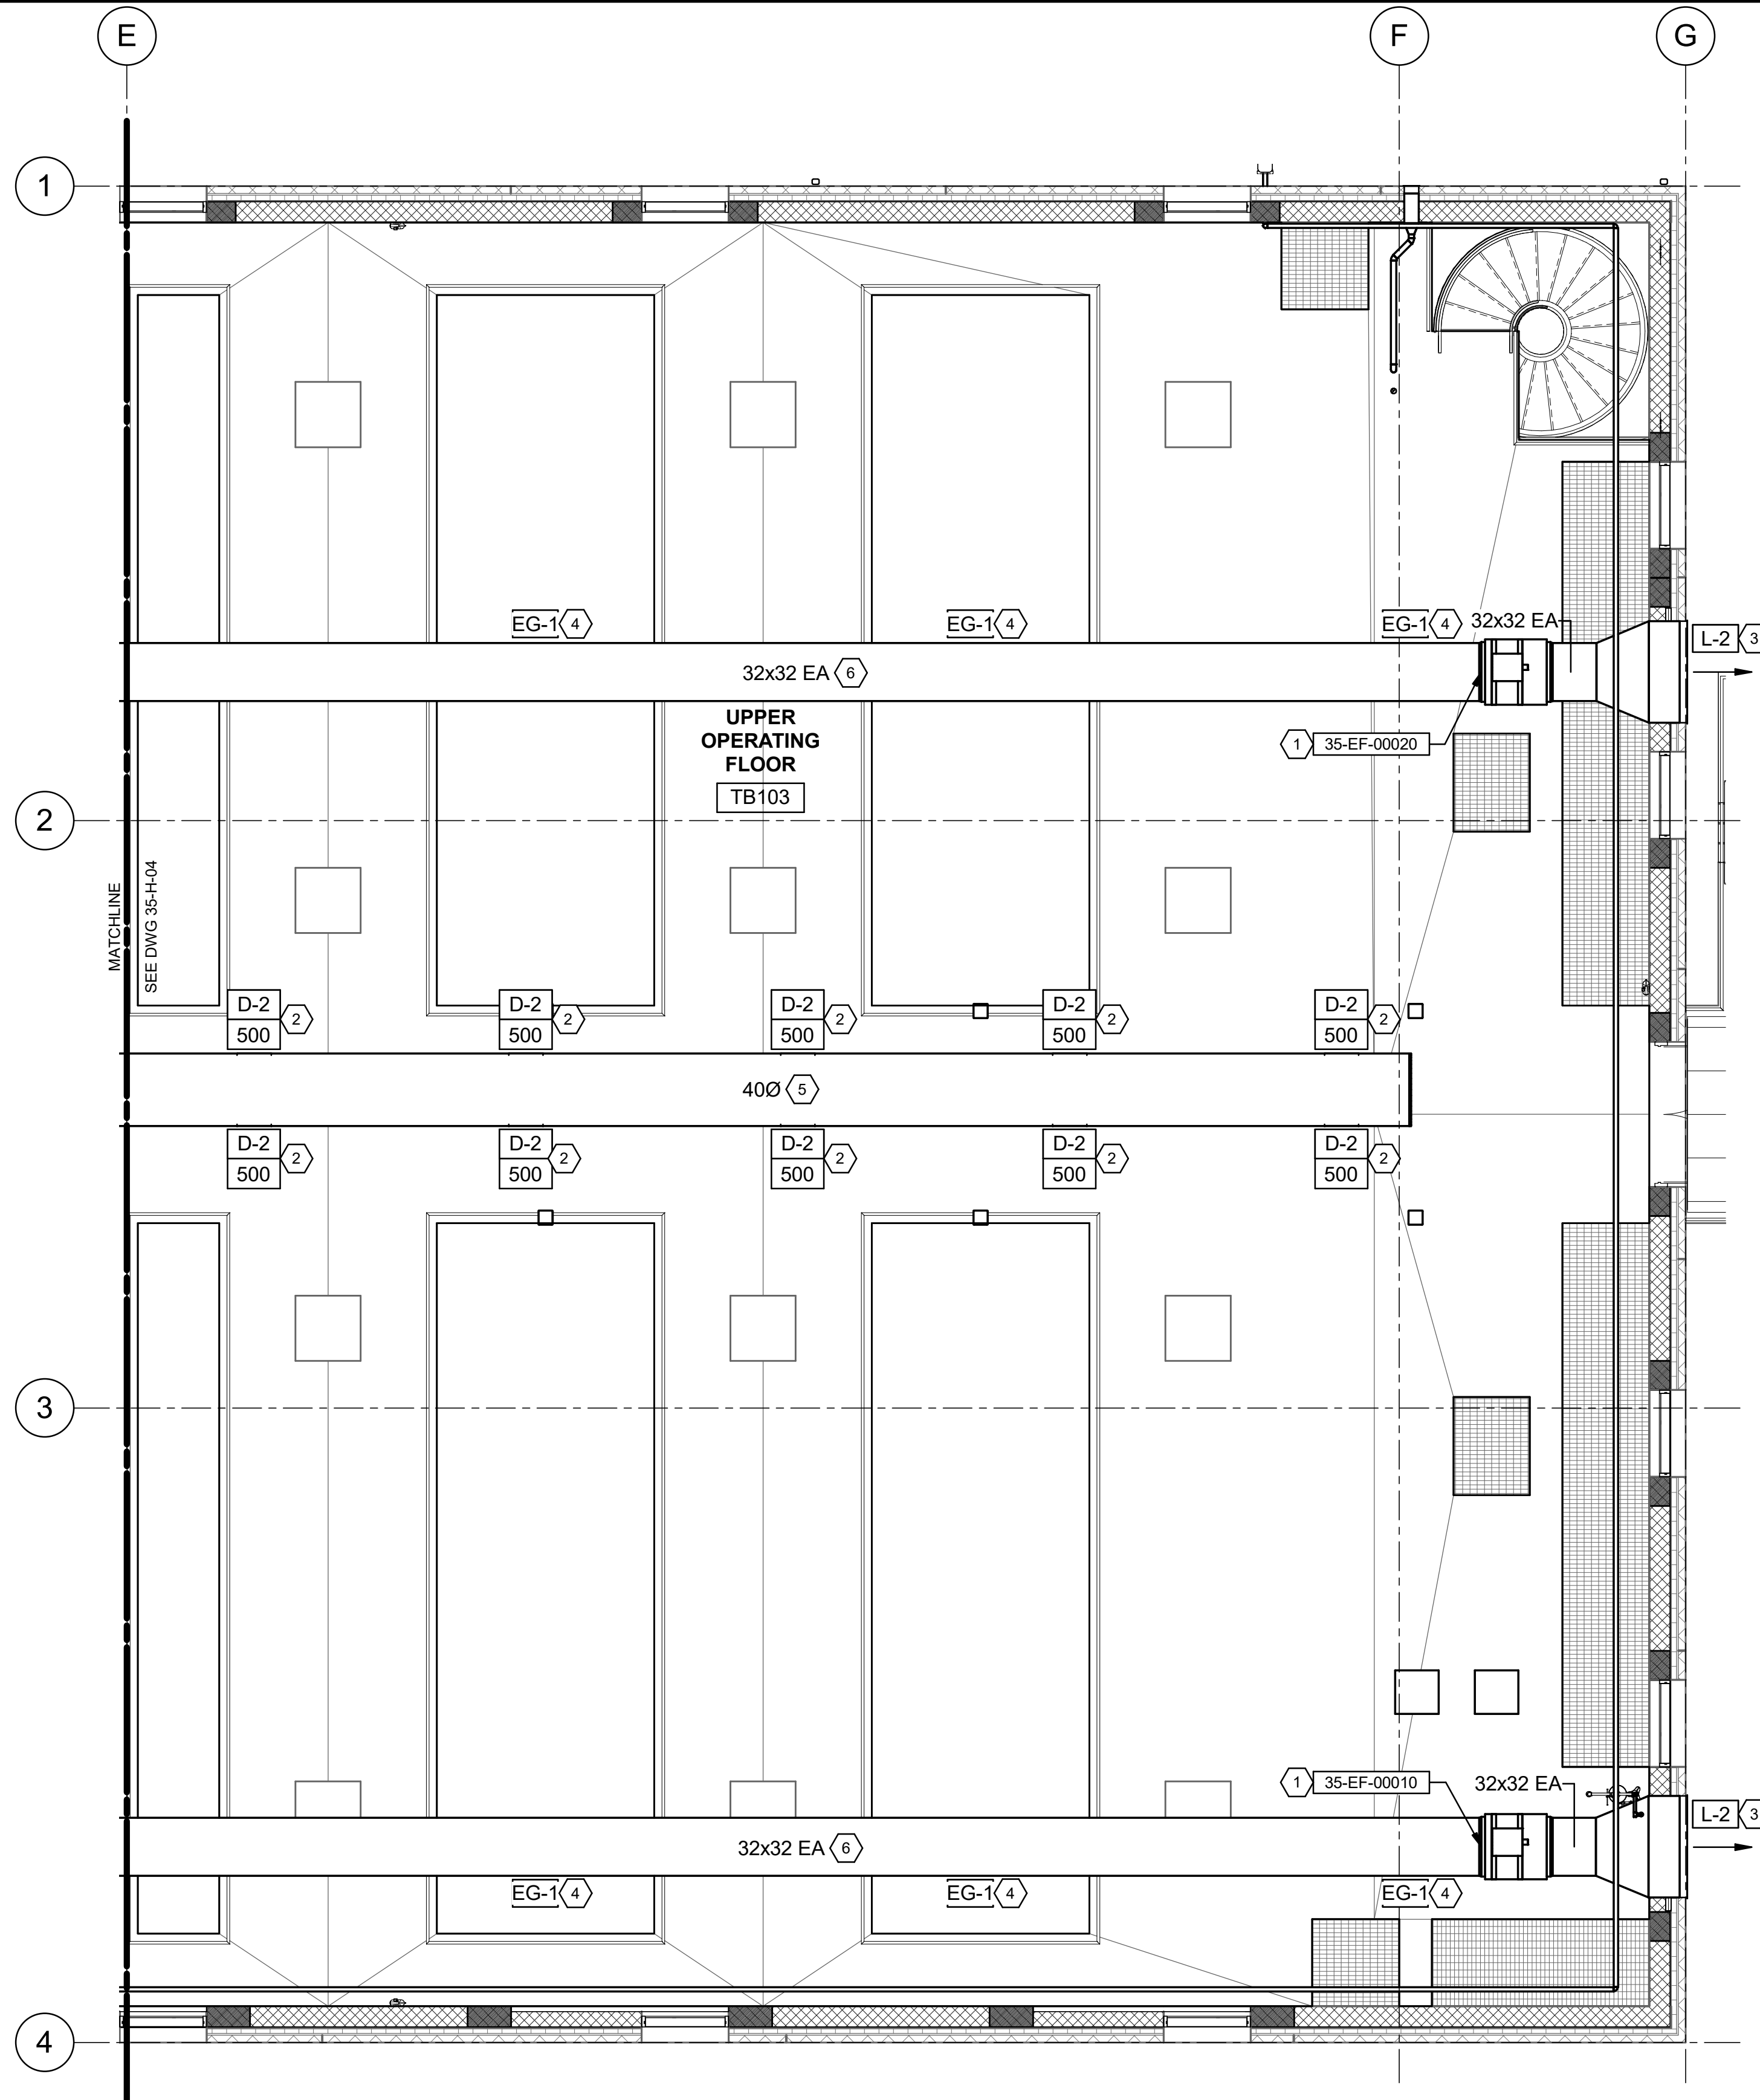 E
F
G
1
EG-1 4
EG-1 4
EG-1 4
32x32 EA
L-2 3
32x32 EA 6
UPPER
OPERATING
FLOOR
TB103
1 35-EF-00020
2
MATCHLINE
SEE DWG 35-H-04
D-2
500
2
D-2
500
2
D-2
500
2
D-2
500
2
D-2
500
2
40Ø 5
D-2
500
2
D-2
500
2
D-2
500
2
D-2
500
2
D-2
500
2
3
1 35-EF-00010
32x32 EA
L-2 3
32x32 EA 6
EG-1 4
EG-1 4
EG-1 4
4